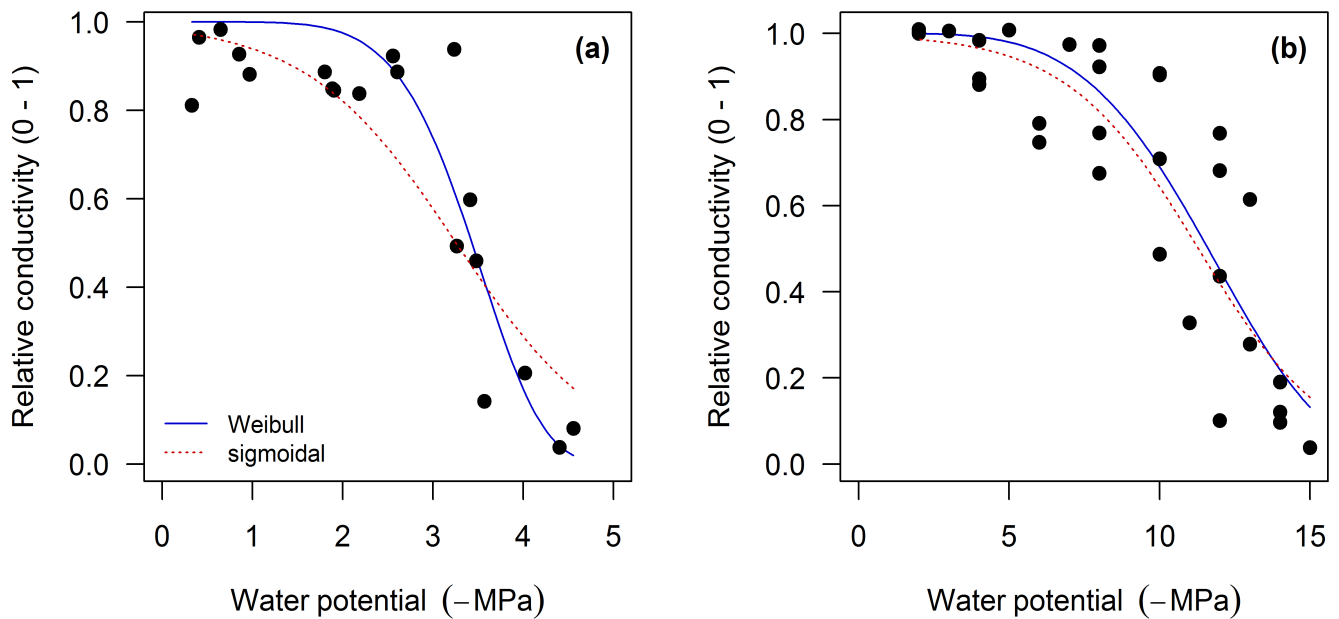 1.0
0.8
0.6
0.4
0.2
0.0
Relative conductivity (0 - 1)
(a)
Weibull
sigmoidal
0 1 2 3 4 5
Water potential (−MPa)
1.0
0.8
0.6
0.4
0.2
0.0
Relative conductivity (0 - 1)
(b)
0 5 10 15
Water potential (−MPa)